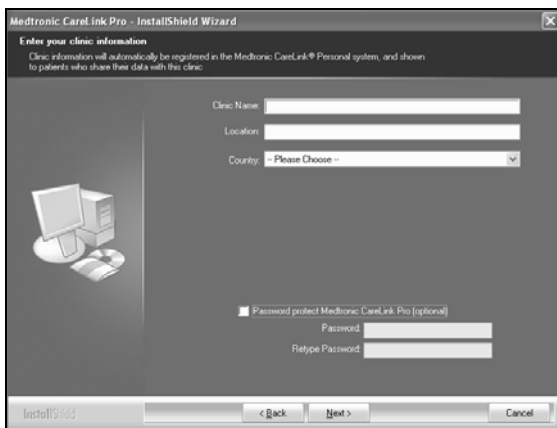 Medtronic CareLink Pro - InstallShield Wizard
Enter your clinic information
Clinic information will automatically be registered in the Medtronic CareLink® Personal system, and shown
to patients who share their data with this clinic
Clinic Name:
Location:
Country: -- Please Choose --
Password protect Medtronic CareLink Pro (optional)
Password:
Retype Password:
InstallShield
< Back
Next >
Cancel